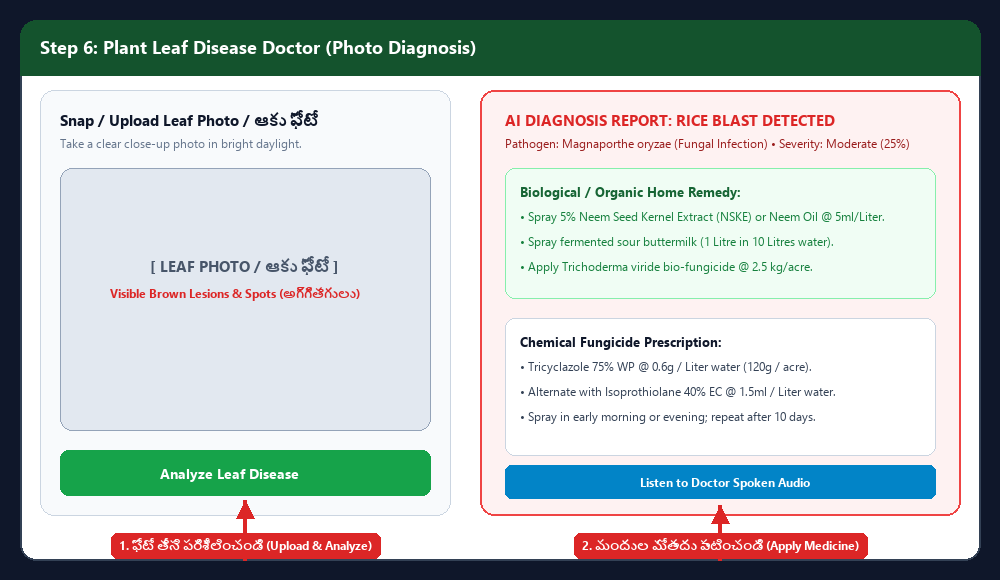 Step 6: Plant Leaf Disease Doctor (Photo Diagnosis)
Snap / Upload Leaf Photo / ఆకు ఫోటో
Take a clear close-up photo in bright daylight.
[ LEAF PHOTO / ఆకు ఫోటో ]
Visible Brown Lesions & Spots (అగ్గితెగులు)
Analyze Leaf Disease
1. ఫోటో తీసి పరిశీలించండి (Upload & Analyze)
AI DIAGNOSIS REPORT: RICE BLAST DETECTED
Pathogen: Magnaporthe oryzae (Fungal Infection) • Severity: Moderate (25%)
Biological / Organic Home Remedy:
• Spray 5% Neem Seed Kernel Extract (NSKE) or Neem Oil @ 5ml/Liter.
• Spray fermented sour buttermilk (1 Litre in 10 Litres water).
• Apply Trichoderma viride bio-fungicide @ 2.5 kg/acre.
Chemical Fungicide Prescription:
• Tricyclazole 75% WP @ 0.6g / Liter water (120g / acre).
• Alternate with Isoprothiolane 40% EC @ 1.5ml / Liter water.
• Spray in early morning or evening; repeat after 10 days.
Listen to Doctor Spoken Audio
2. మందుల మోతాదు పాటించండి (Apply Medicine)